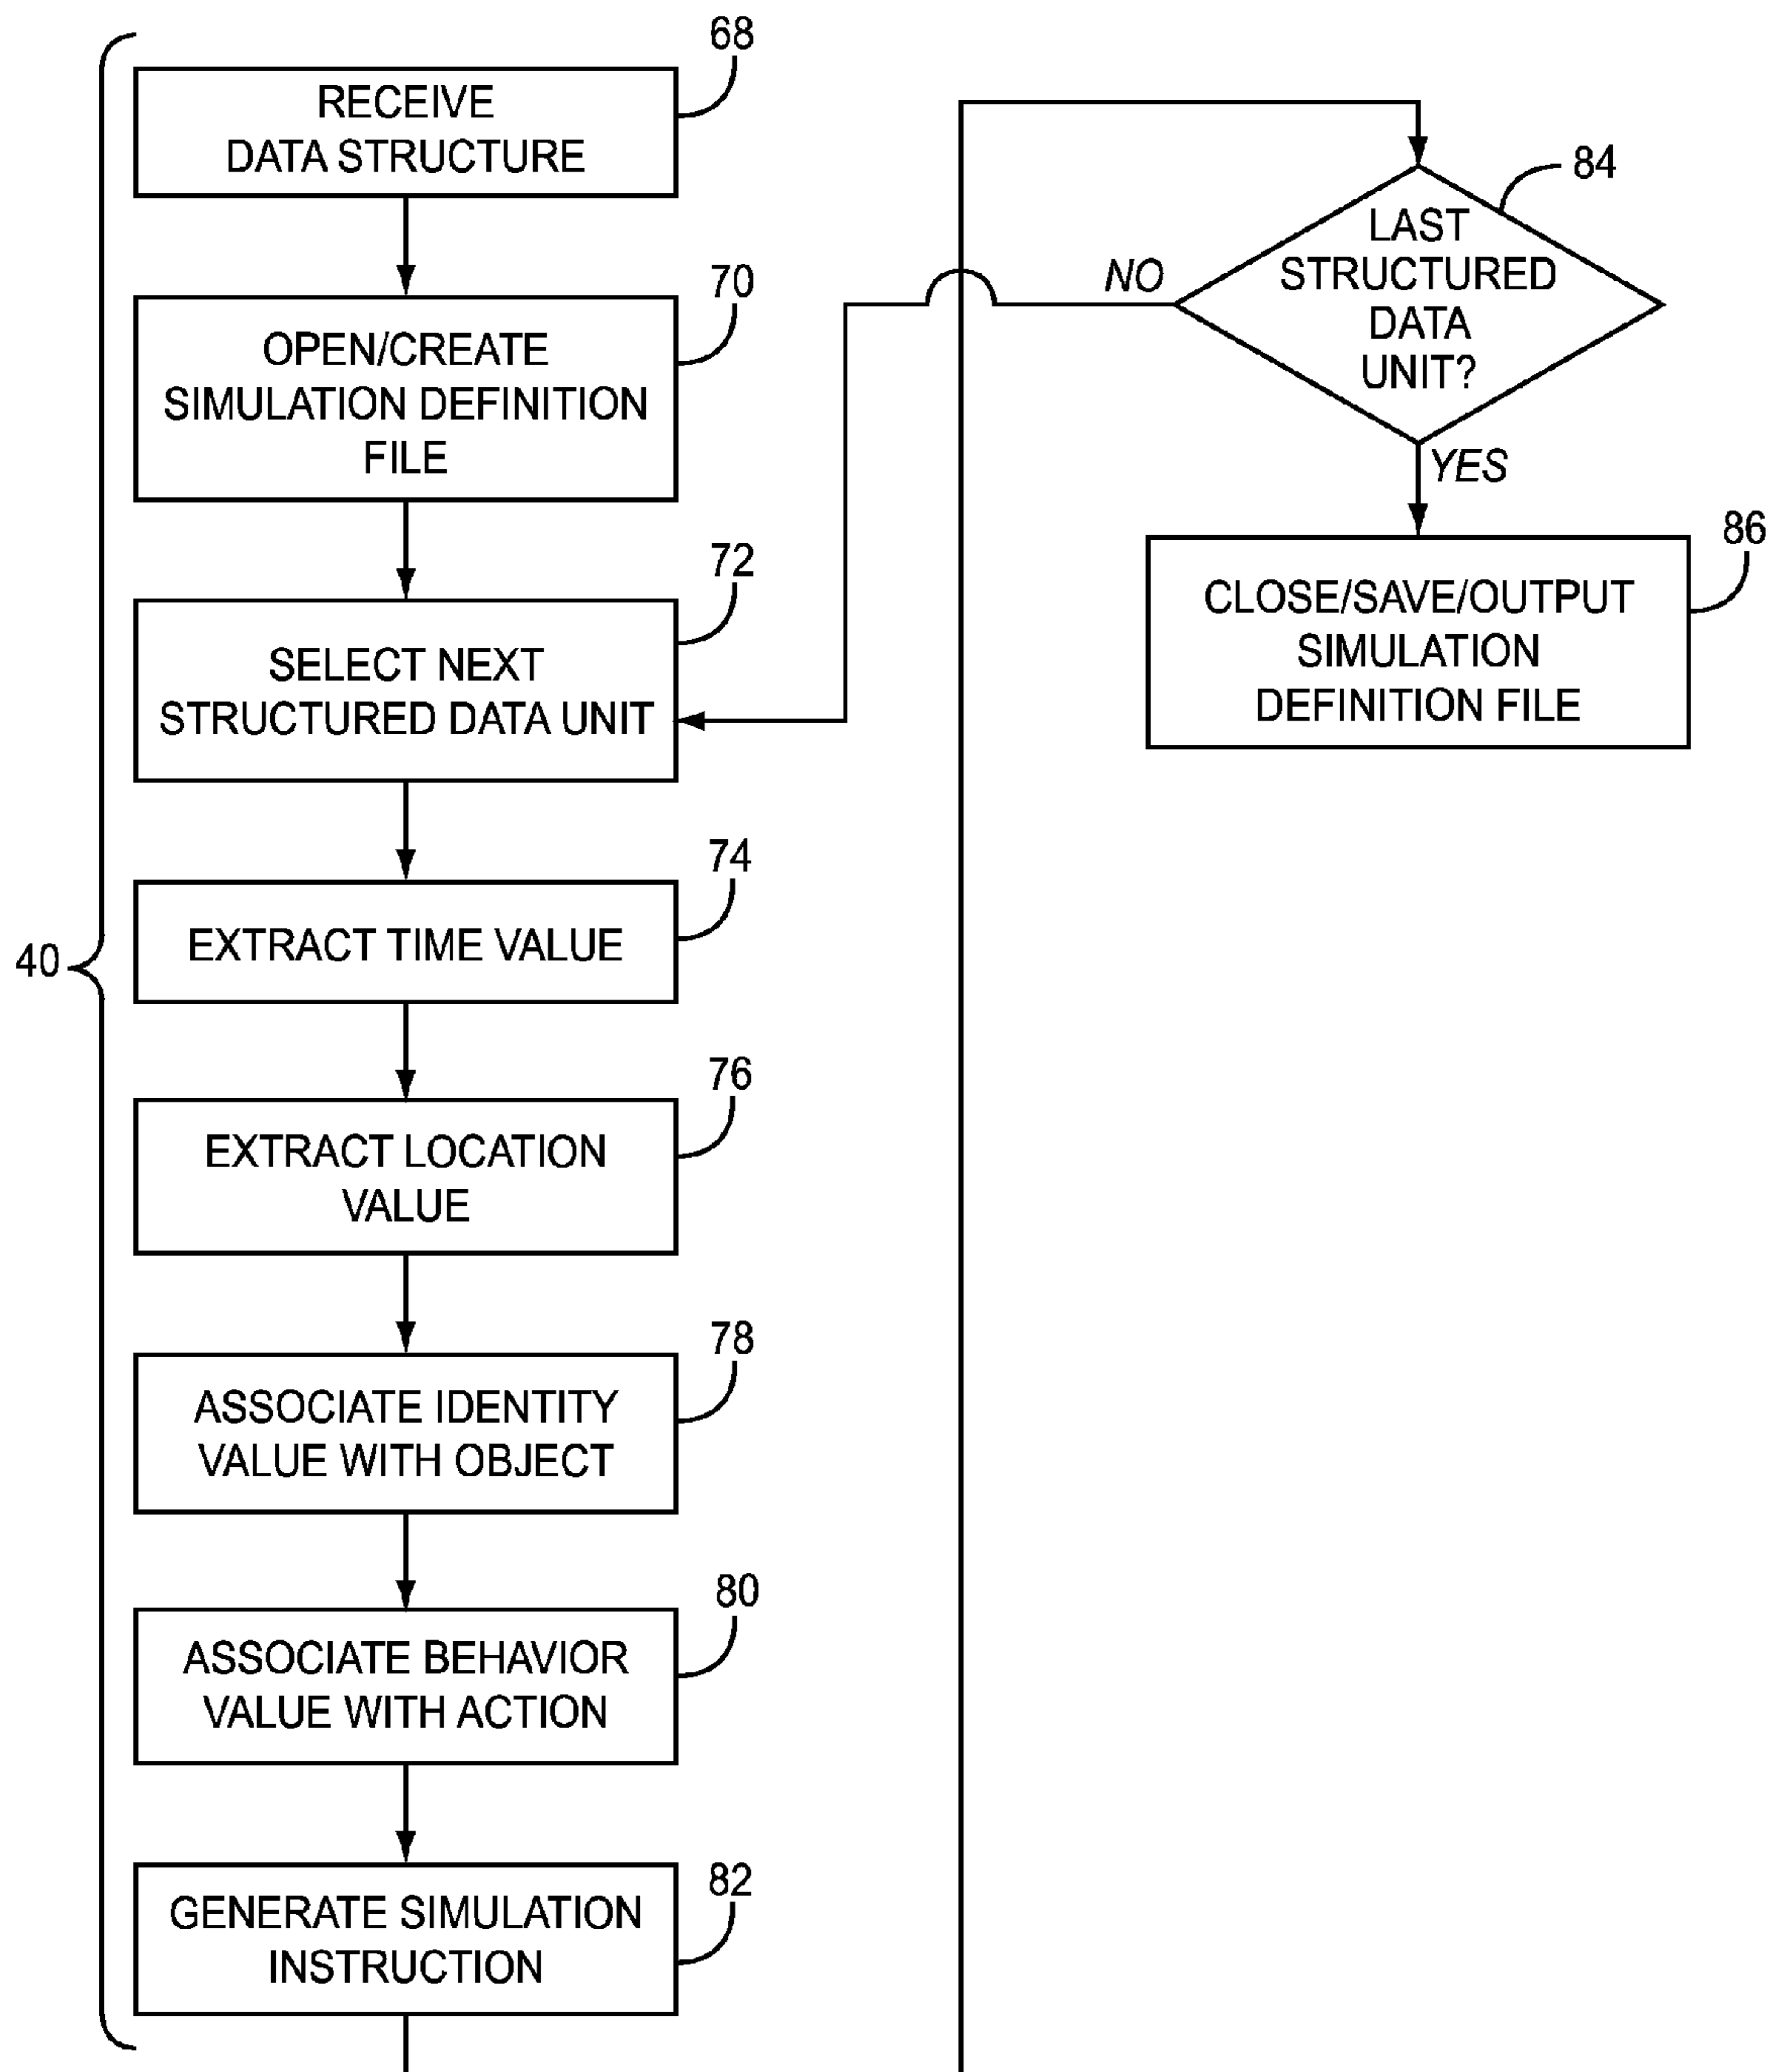 68
RECEIVE
DATA STRUCTURE
70
OPEN/CREATE
SIMULATION DEFINITION
FILE
72
SELECT NEXT
STRUCTURED DATA UNIT
74
EXTRACT TIME VALUE
40
76
EXTRACT LOCATION
VALUE
78
ASSOCIATE IDENTITY
VALUE WITH OBJECT
80
ASSOCIATE BEHAVIOR
VALUE WITH ACTION
82
GENERATE SIMULATION
INSTRUCTION
84
LAST
STRUCTURED
DATA
UNIT?
NO
YES
86
CLOSE/SAVE/OUTPUT
SIMULATION
DEFINITION FILE